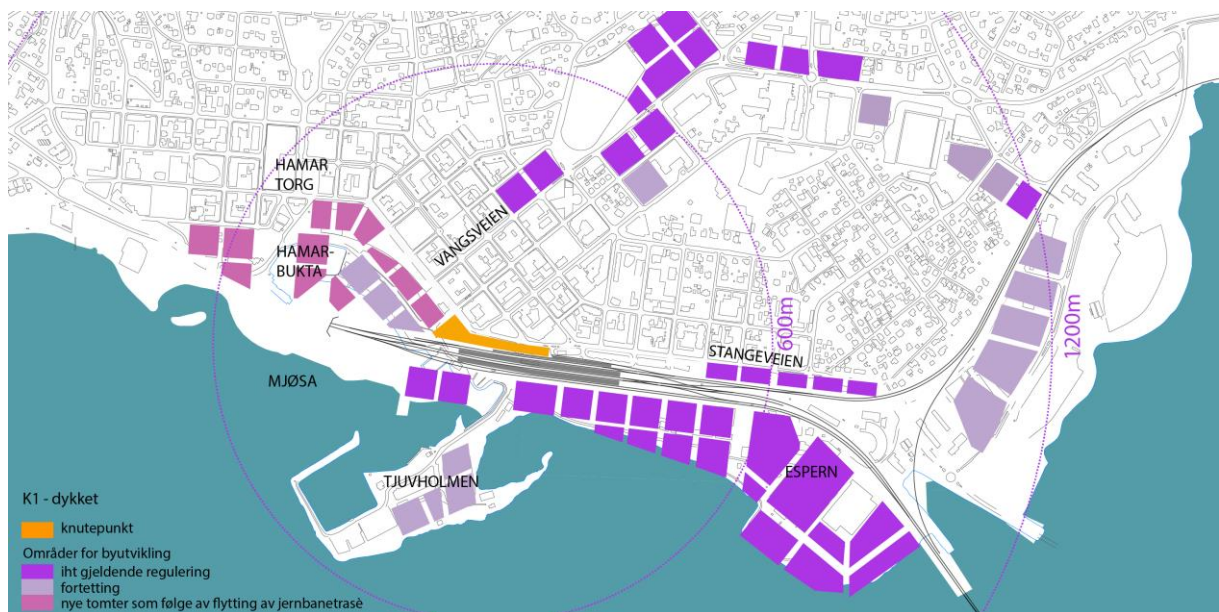 HAMAR
TORG
HAMAR-
BUKTA
VANGSVEIEN
600m
1200m
STANGEVEIEN
MJØSA
TJUVHOLMEN
ESPERN
K1 - dykket
knutepunkt
Områder for byutvikling
iht gjeldende regulering
fortetting
nye tomter som følge av flytting av jernbanetrasè